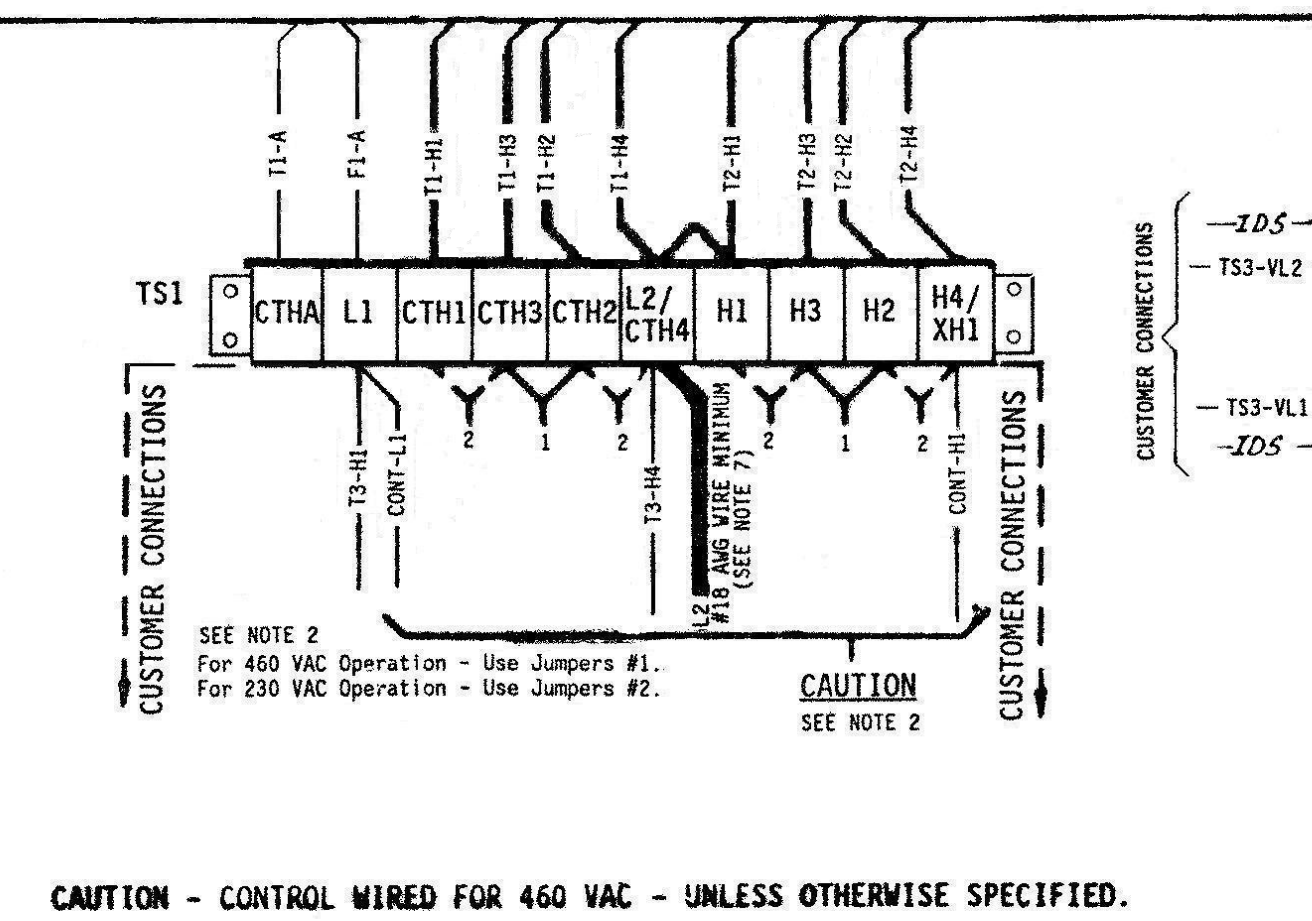 T1-A
F1-A
T1-H1
T1-H3
T1-H2
T1-H4
T2-H1
T2-H3
T2-H2
T2-H4
TS1
CTHA
L1
CTH1
CTH3
CTH2
L2/
CTH4
H1
H3
H2
H4/
XH1
CUSTOMER CONNECTIONS
T3-H1
CONT-L1
2
1
2
T3-H4
L2
#18 AWG WIRE MINIMUM
(SEE NOTE 7)
2
1
2
CONT-H1
CUSTOMER CONNECTIONS
CUSTOMER CONNECTIONS
IDS
TS3-VL2
TS3-VL1
IDS
SEE NOTE 2
For 460 VAC Operation - Use Jumpers #1.
For 230 VAC Operation - Use Jumpers #2.
CAUTION
SEE NOTE 2
CAUTION - CONTROL WIRED FOR 460 VAC - UNLESS OTHERWISE SPECIFIED.